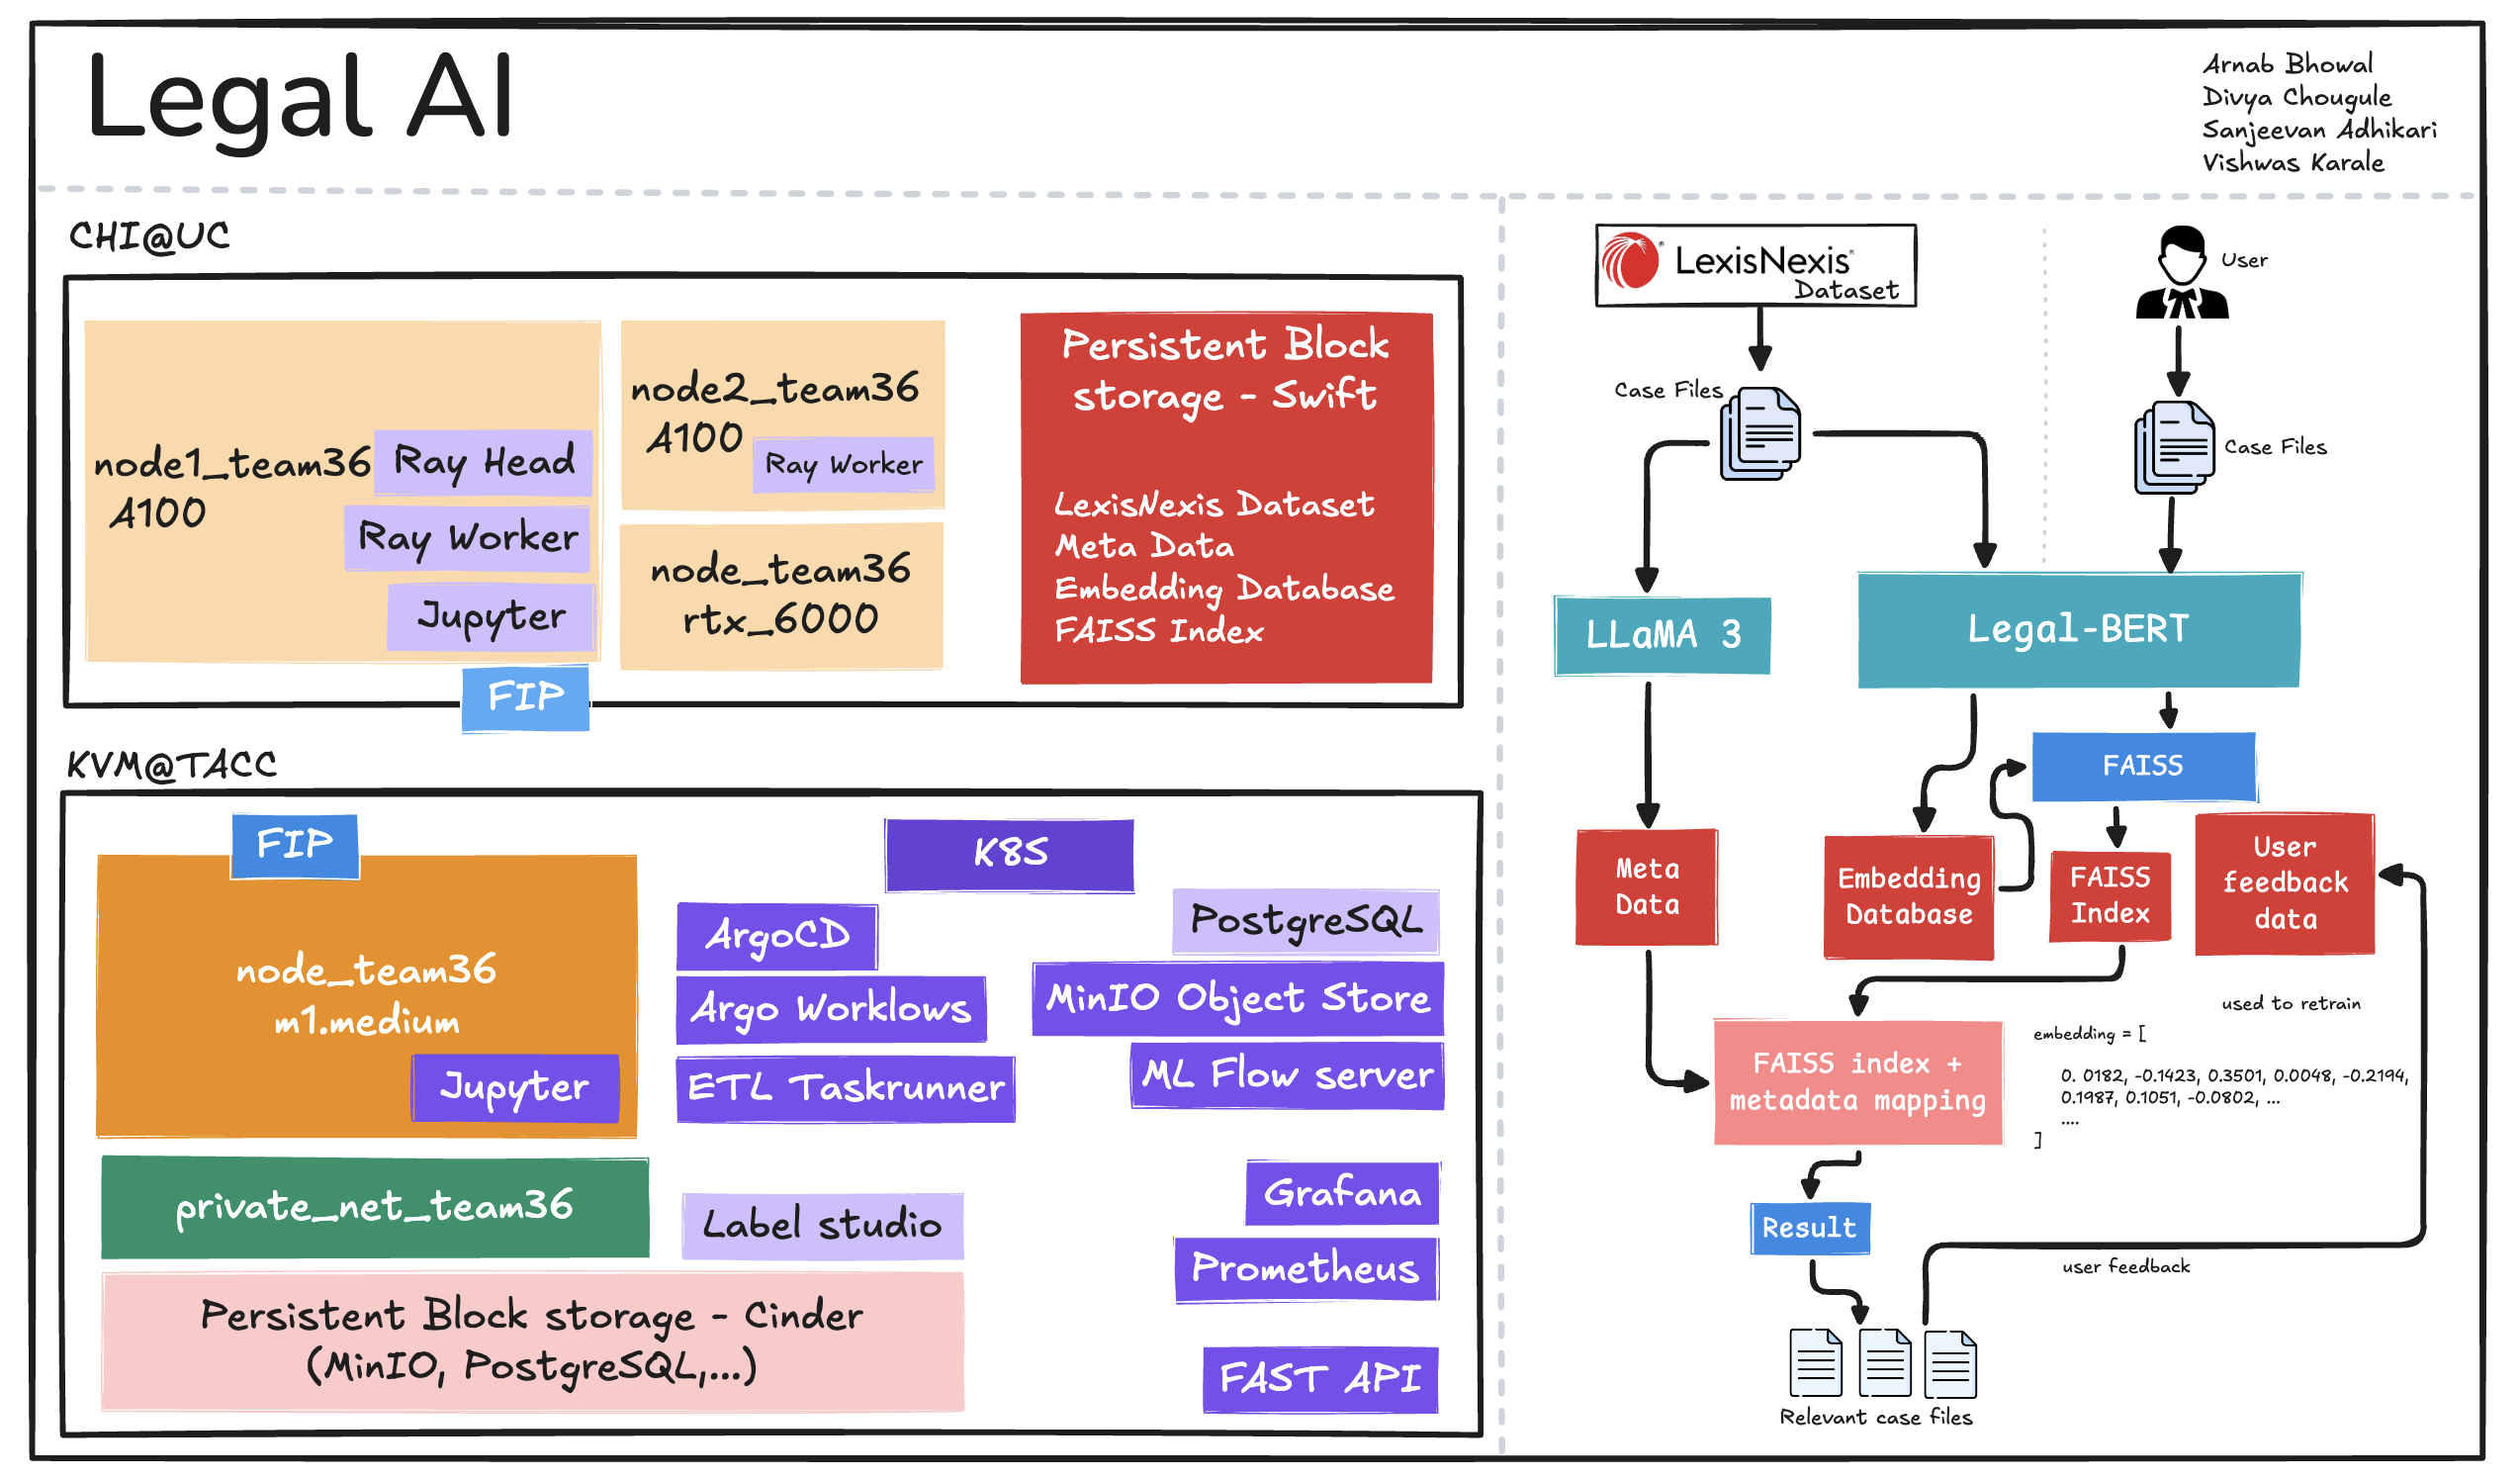 Legal AI
Arnab Bhowal
Divya Chougule
Sanjeevan Adhikari
Vishwas Karale
CHI@UC
node1_team36
A100
Ray Head
Ray Worker
Jupyter
node2_team36
A100
Ray Worker
node_team36
rtx_6000
Persistent Block
storage - Swift
LexisNexis Dataset
Meta Data
Embedding Database
FAISS Index
FIP
KVM@TACC
FIP
node_team36
m1.medium
Jupyter
K8S
ArgoCD
PostgreSQL
Argo Worklows
MinIO Object Store
ETL Taskrunner
ML Flow server
private_net_team36
Label studio
Grafana
Prometheus
Persistent Block storage - Cinder
(MinIO, PostgreSQL,...)
FAST API
LexisNexis®
Dataset
User
Case Files
Case Files
LLaMA 3
Legal-BERT
FAISS
Meta
Data
Embedding
Database
FAISS
Index
User
feedback
data
used to retrain
FAISS index +
metadata mapping
embedding = [
0. 0182, -0.1423, 0.3501, 0.0048, -0.2194,
0.1987, 0.1051, -0.0802, ...
....
]
Result
user feedback
Relevant case files